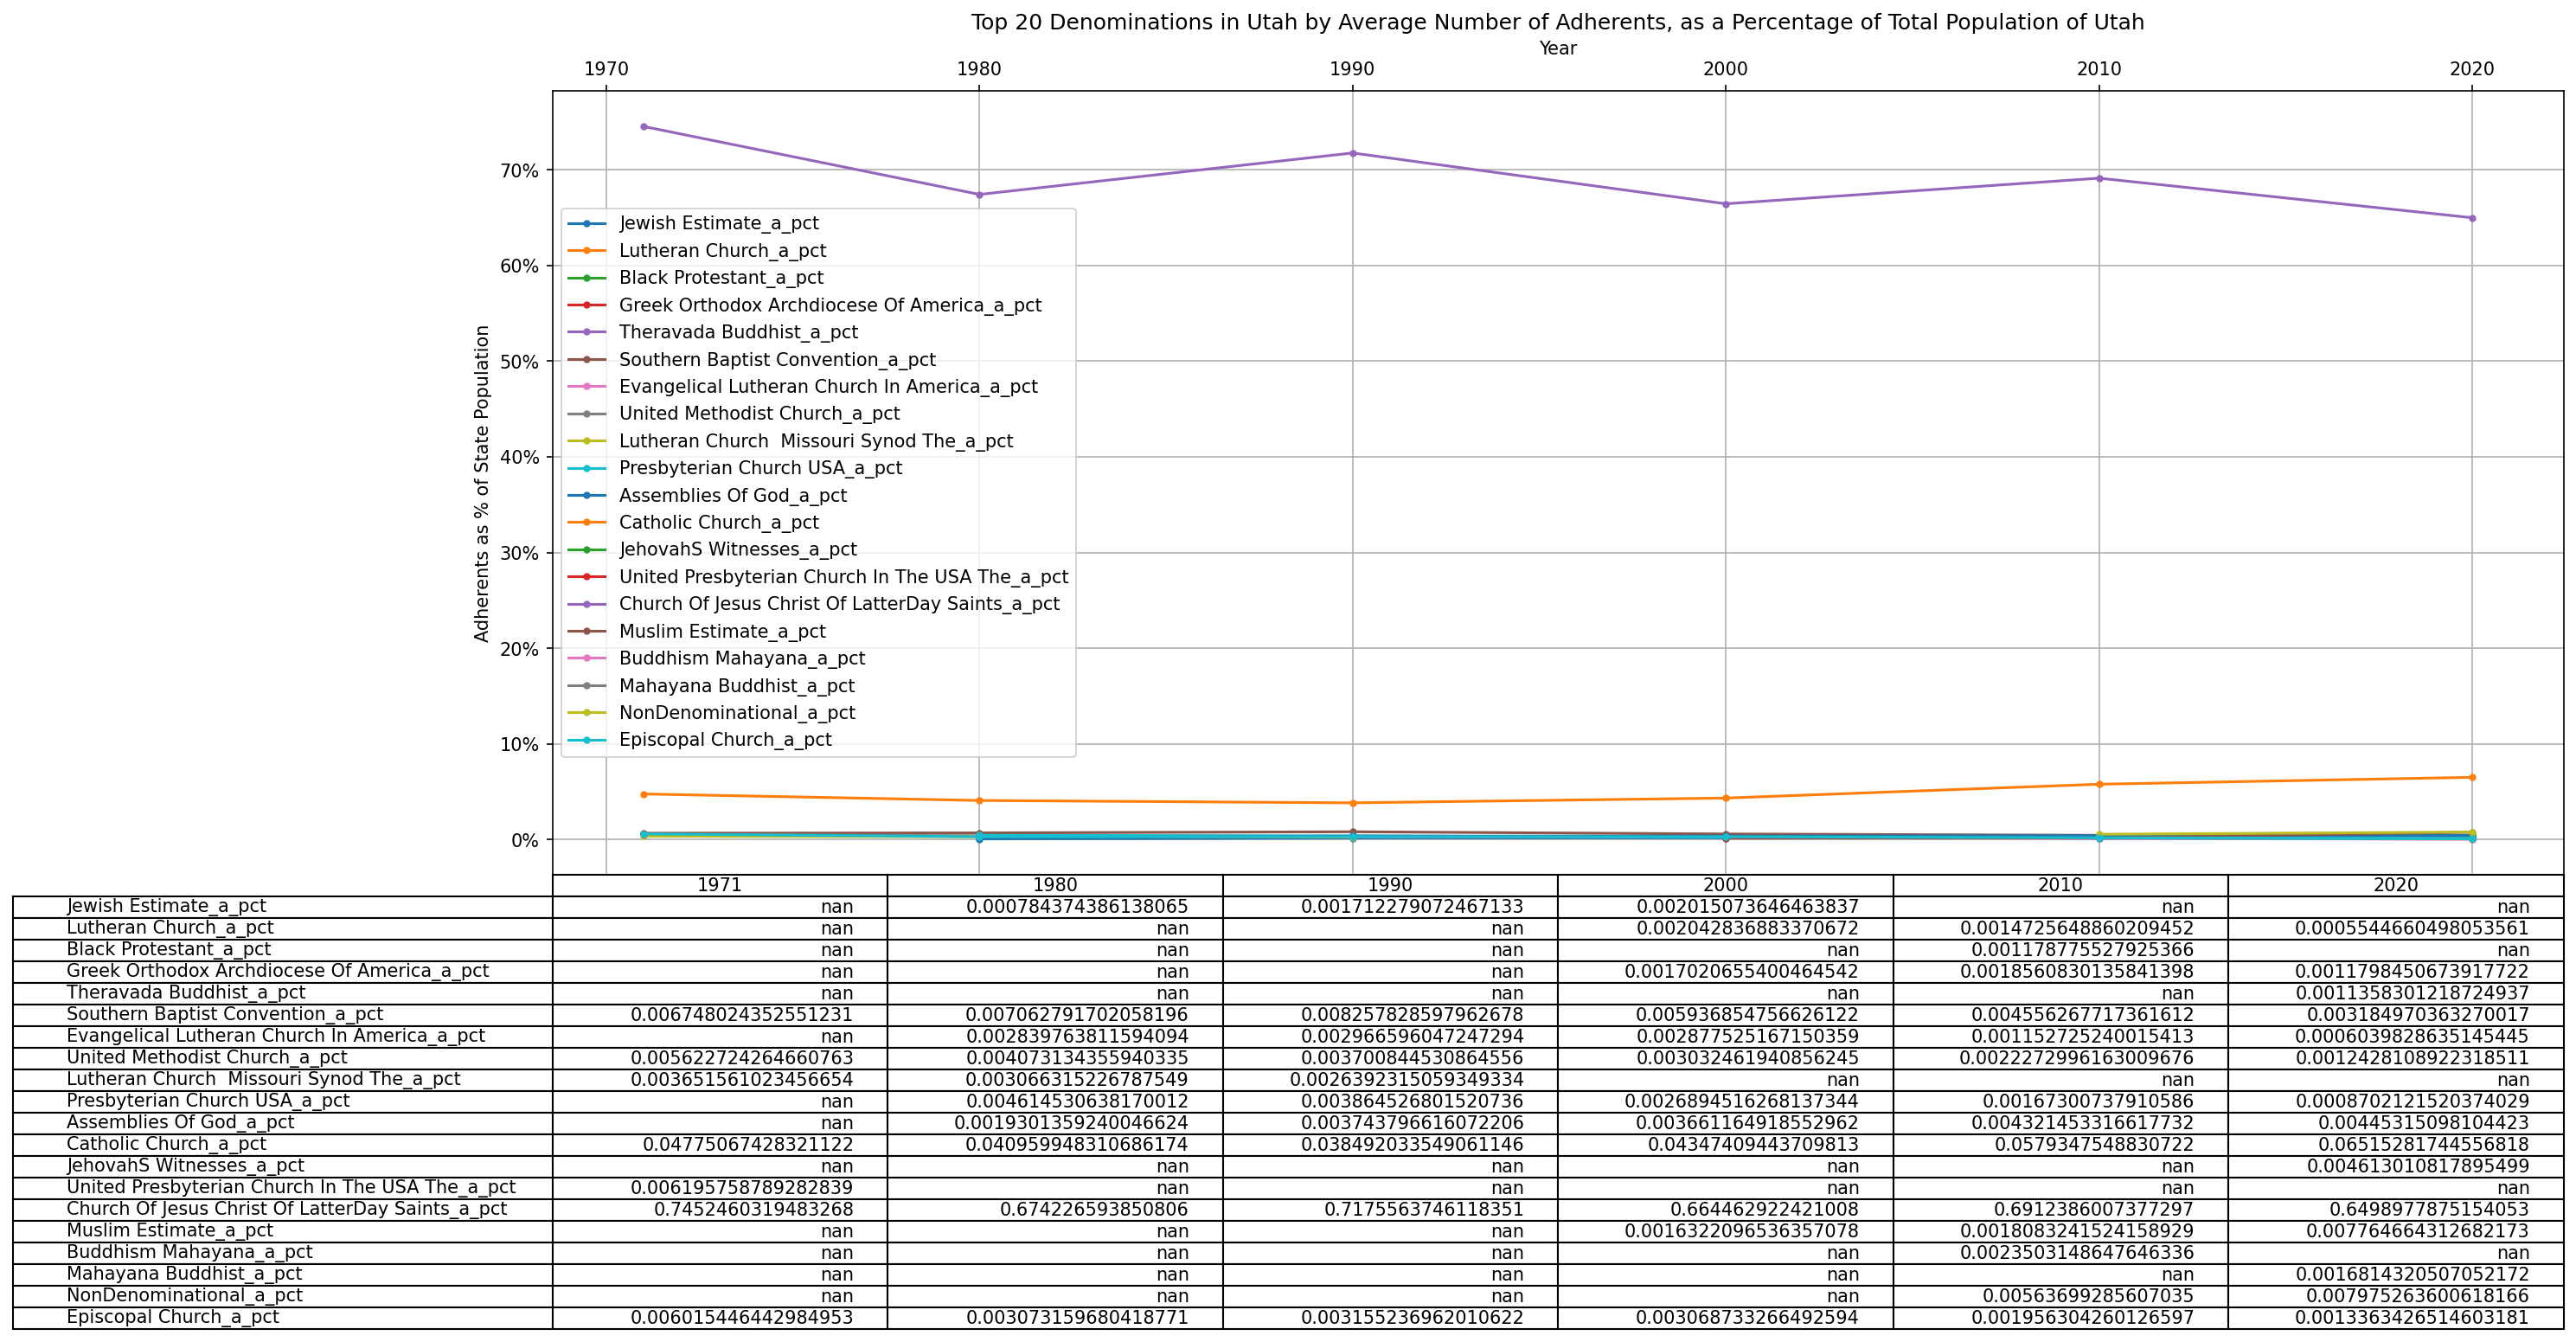 Top 20 Denominations in Utah by Average Number of Adherents, as a Percentage of Total Population of Utah
Year
1970 1980 1990 2000 2010 2020
Adherents as % of State Population
70%
60%
50%
40%
30%
20%
10%
0%
Jewish Estimate_a_pct
Lutheran Church_a_pct
Black Protestant_a_pct
Greek Orthodox Archdiocese Of America_a_pct
Theravada Buddhist_a_pct
Southern Baptist Convention_a_pct
Evangelical Lutheran Church In America_a_pct
United Methodist Church_a_pct
Lutheran Church  Missouri Synod The_a_pct
Presbyterian Church USA_a_pct
Assemblies Of God_a_pct
Catholic Church_a_pct
JehovahS Witnesses_a_pct
United Presbyterian Church In The USA The_a_pct
Church Of Jesus Christ Of LatterDay Saints_a_pct
Muslim Estimate_a_pct
Buddhism Mahayana_a_pct
Mahayana Buddhist_a_pct
NonDenominational_a_pct
Episcopal Church_a_pct
1971 1980 1990 2000 2010 2020
Jewish Estimate_a_pct nan 0.000784374386138065 0.001712279072467133 0.002015073646463837 nan nan
Lutheran Church_a_pct nan nan nan 0.002042836883370672 0.0014725648860209452 0.0005544660498053561
Black Protestant_a_pct nan nan nan nan 0.001178775527925366 nan
Greek Orthodox Archdiocese Of America_a_pct nan nan nan 0.0017020655400464542 0.0018560830135841398 0.0011798450673917722
Theravada Buddhist_a_pct nan nan nan nan nan 0.0011358301218724937
Southern Baptist Convention_a_pct 0.006748024352551231 0.007062791702058196 0.008257828597962678 0.005936854756626122 0.004556267717361612 0.003184970363270017
Evangelical Lutheran Church In America_a_pct nan 0.002839763811594094 0.002966596047247294 0.002877525167150359 0.001152725240015413 0.0006039828635145445
United Methodist Church_a_pct 0.005622724264660763 0.004073134355940335 0.003700844530864556 0.003032461940856245 0.0022272996163009676 0.0012428108922318511
Lutheran Church  Missouri Synod The_a_pct 0.003651561023456654 0.003066315226787549 0.0026392315059349334 nan nan nan
Presbyterian Church USA_a_pct nan 0.004614530638170012 0.003864526801520736 0.0026894516268137344 0.00167300737910586 0.0008702121520374029
Assemblies Of God_a_pct nan 0.0019301359240046624 0.003743796616072206 0.003661164918552962 0.004321453316617732 0.00445315098104423
Catholic Church_a_pct 0.04775067428321122 0.040959948310686174 0.038492033549061146 0.04347409443709813 0.0579347548830722 0.06515281744556818
JehovahS Witnesses_a_pct nan nan nan nan nan 0.004613010817895499
United Presbyterian Church In The USA The_a_pct 0.006195758789282839 nan nan nan nan nan
Church Of Jesus Christ Of LatterDay Saints_a_pct 0.7452460319483268 0.674226593850806 0.7175563746118351 0.664462922421008 0.6912386007377297 0.6498977875154053
Muslim Estimate_a_pct nan nan nan 0.0016322096536357078 0.0018083241524158929 0.007764664312682173
Buddhism Mahayana_a_pct nan nan nan nan 0.0023503148647646336 nan
Mahayana Buddhist_a_pct nan nan nan nan nan 0.0016814320507052172
NonDenominational_a_pct nan nan nan nan 0.00563699285607035 0.007975263600618166
Episcopal Church_a_pct 0.006015446442984953 0.003073159680418771 0.003155236962010622 0.003068733266492594 0.001956304260126597 0.0013363426514603181